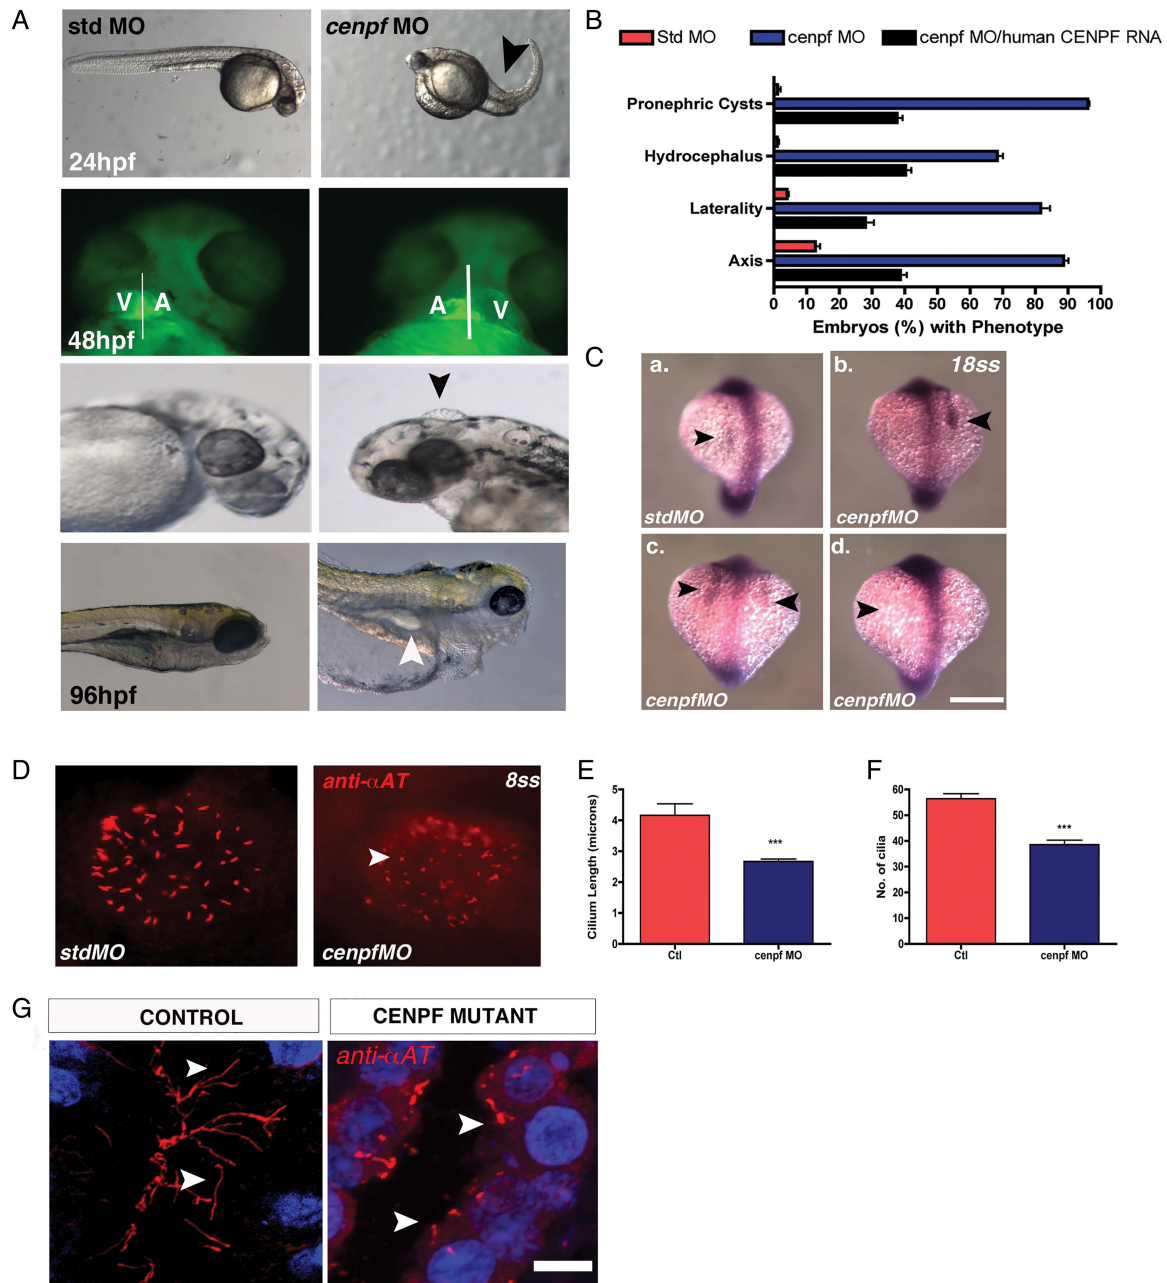 A
std MO
cenpf MO
24hpf
V
A
A
V
48hpf
96hpf
B
Std MO
cenpf MO
cenpf MO/human CENPF RNA
Pronephric Cysts
Hydrocephalus
Laterality
Axis
0 10 20 30 40 50 60 70 80 90 100
Embryos (%) with Phenotype
C
a.
b.
18ss
stdMO
cenpfMO
c.
d.
cenpfMO
cenpfMO
D
anti-αAT
8ss
stdMO
cenpfMO
E
Cilium Length (microns)
5
4
3
2
1
0
***
Ctl
cenpf MO
F
No. of cilia
60
50
40
30
20
10
0
***
Ctl
cenpf MO
G
CONTROL
CENPF MUTANT
anti-αAT